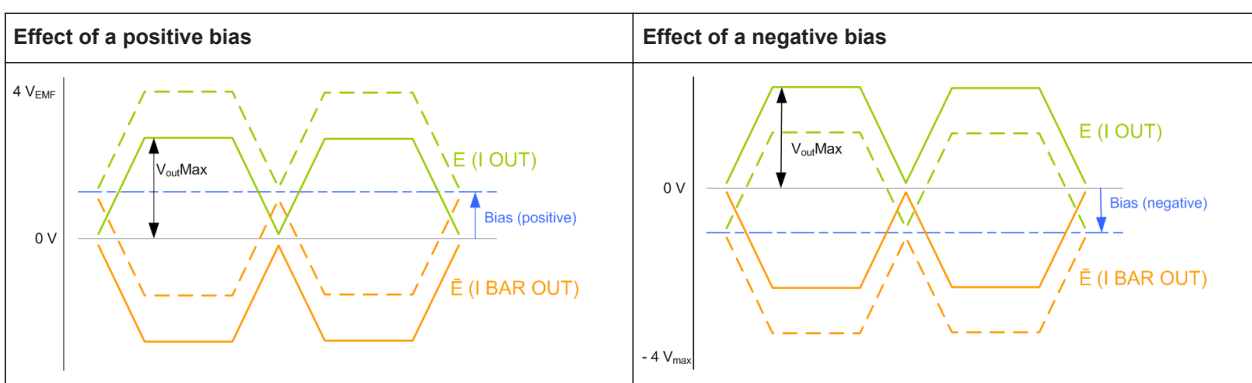 Effect of a positive bias
4 VEMF
E (I OUT)
VoutMax
Bias (positive)
0 V
Ē (I BAR OUT)
Effect of a negative bias
E (I OUT)
VoutMax
0 V
Bias (negative)
Ē (I BAR OUT)
- 4 Vmax